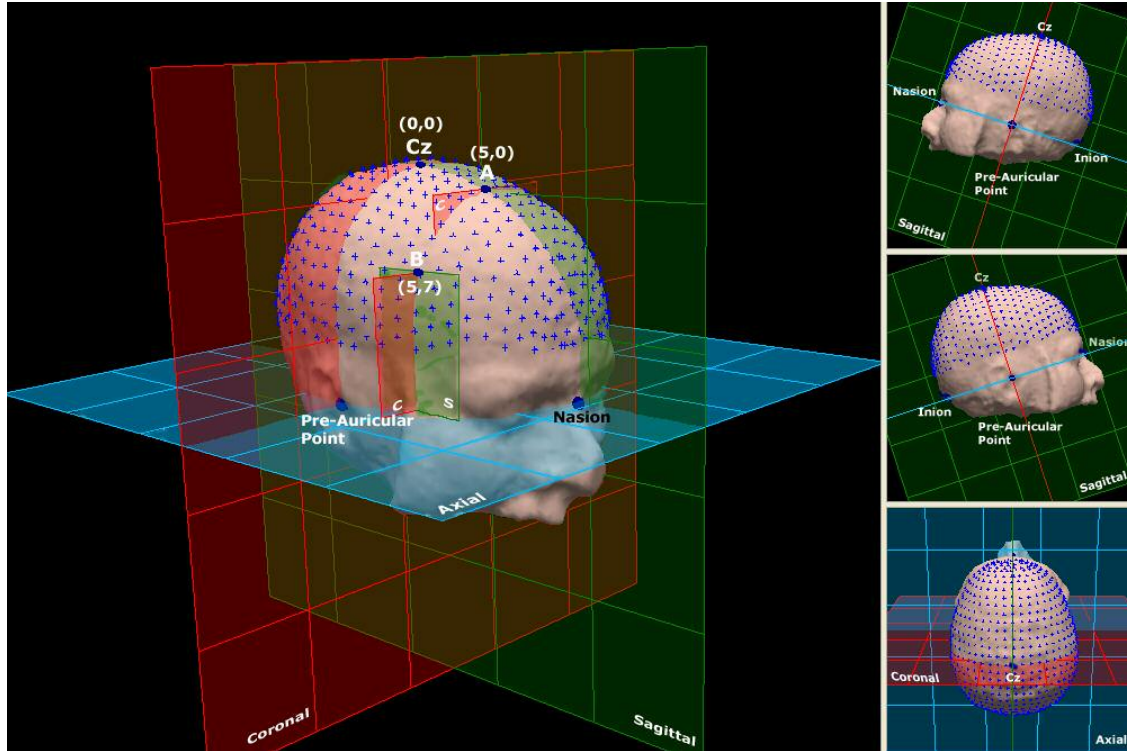 (0,0)
Cz
(5,0)
A
C
B
(5,7)
C
S
Pre-Auricular
Point
Nasion
Axial
Coronal
Sagittal
Cz
Nasion
Inion
Pre-Auricular
Point
Sagittal
Cz
Nasion
Inion
Pre-Auricular
Point
Sagittal
Coronal
Cz
Axial